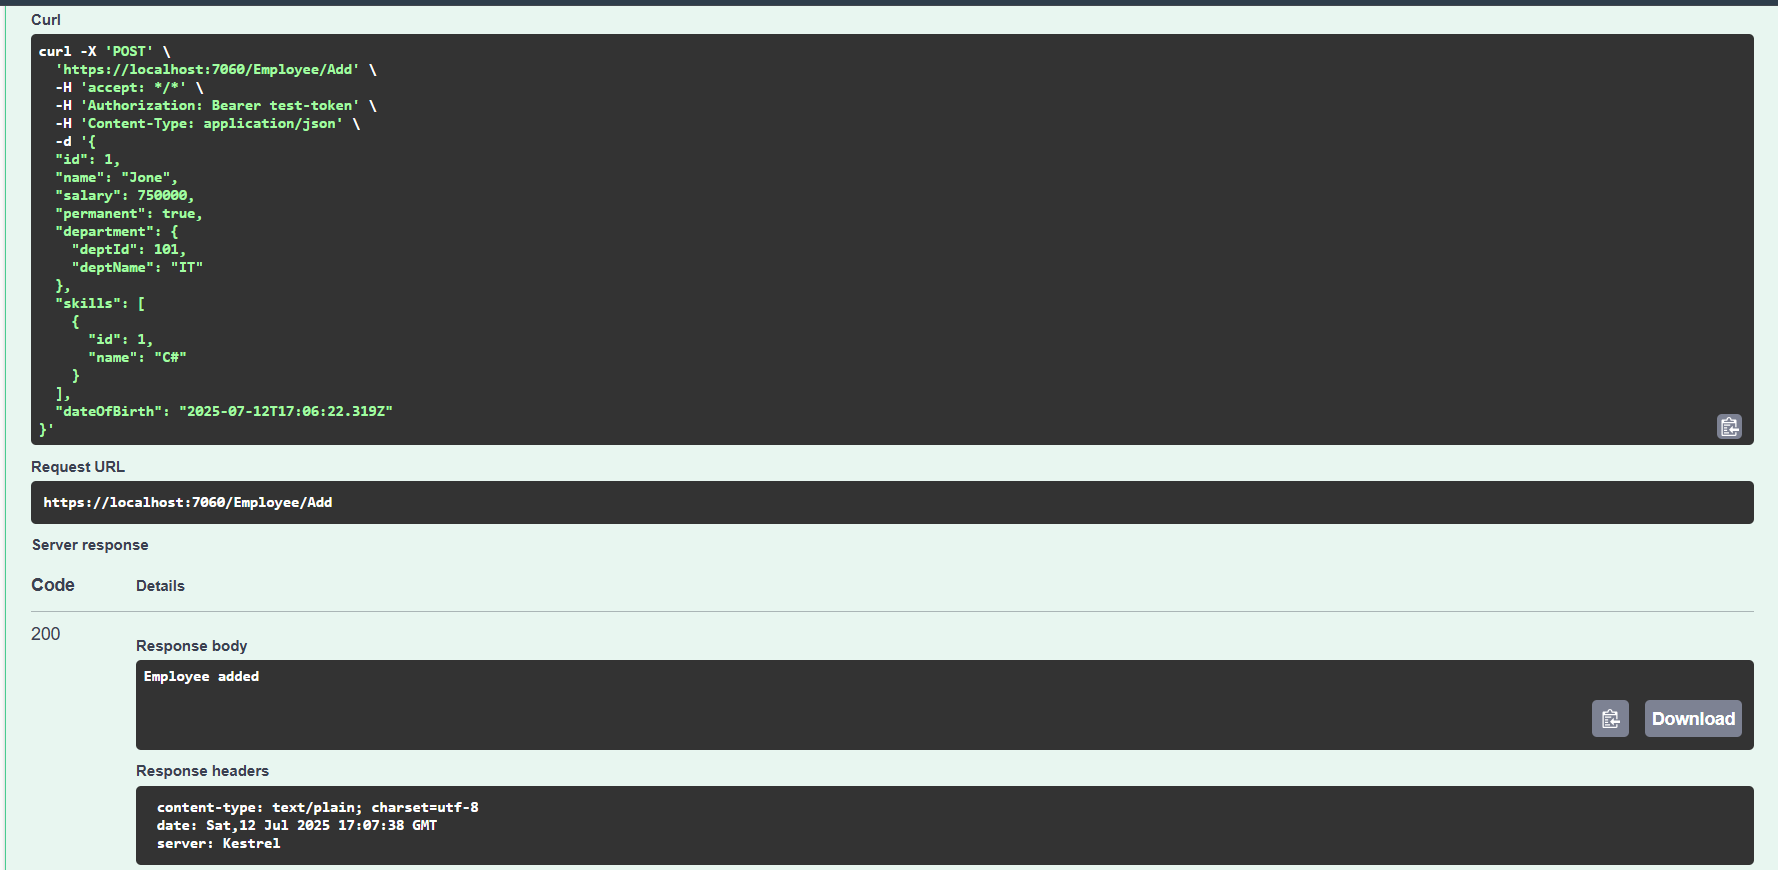 Curl
curl -X 'POST' \
  'https://localhost:7060/Employee/Add' \
  -H 'accept: */*' \
  -H 'Authorization: Bearer test-token' \
  -H 'Content-Type: application/json' \
  -d '{
  "id": 1,
  "name": "Jone",
  "salary": 750000,
  "permanent": true,
  "department": {
    "deptId": 101,
    "deptName": "IT"
  },
  "skills": [
    {
      "id": 1,
      "name": "C#"
    }
  ],
  "dateOfBirth": "2025-07-12T17:06:22.319Z"
}'
Request URL
https://localhost:7060/Employee/Add
Server response
Code Details
200
Response body
Employee added
Download
Response headers
content-type: text/plain; charset=utf-8
date: Sat,12 Jul 2025 17:07:38 GMT
server: Kestrel